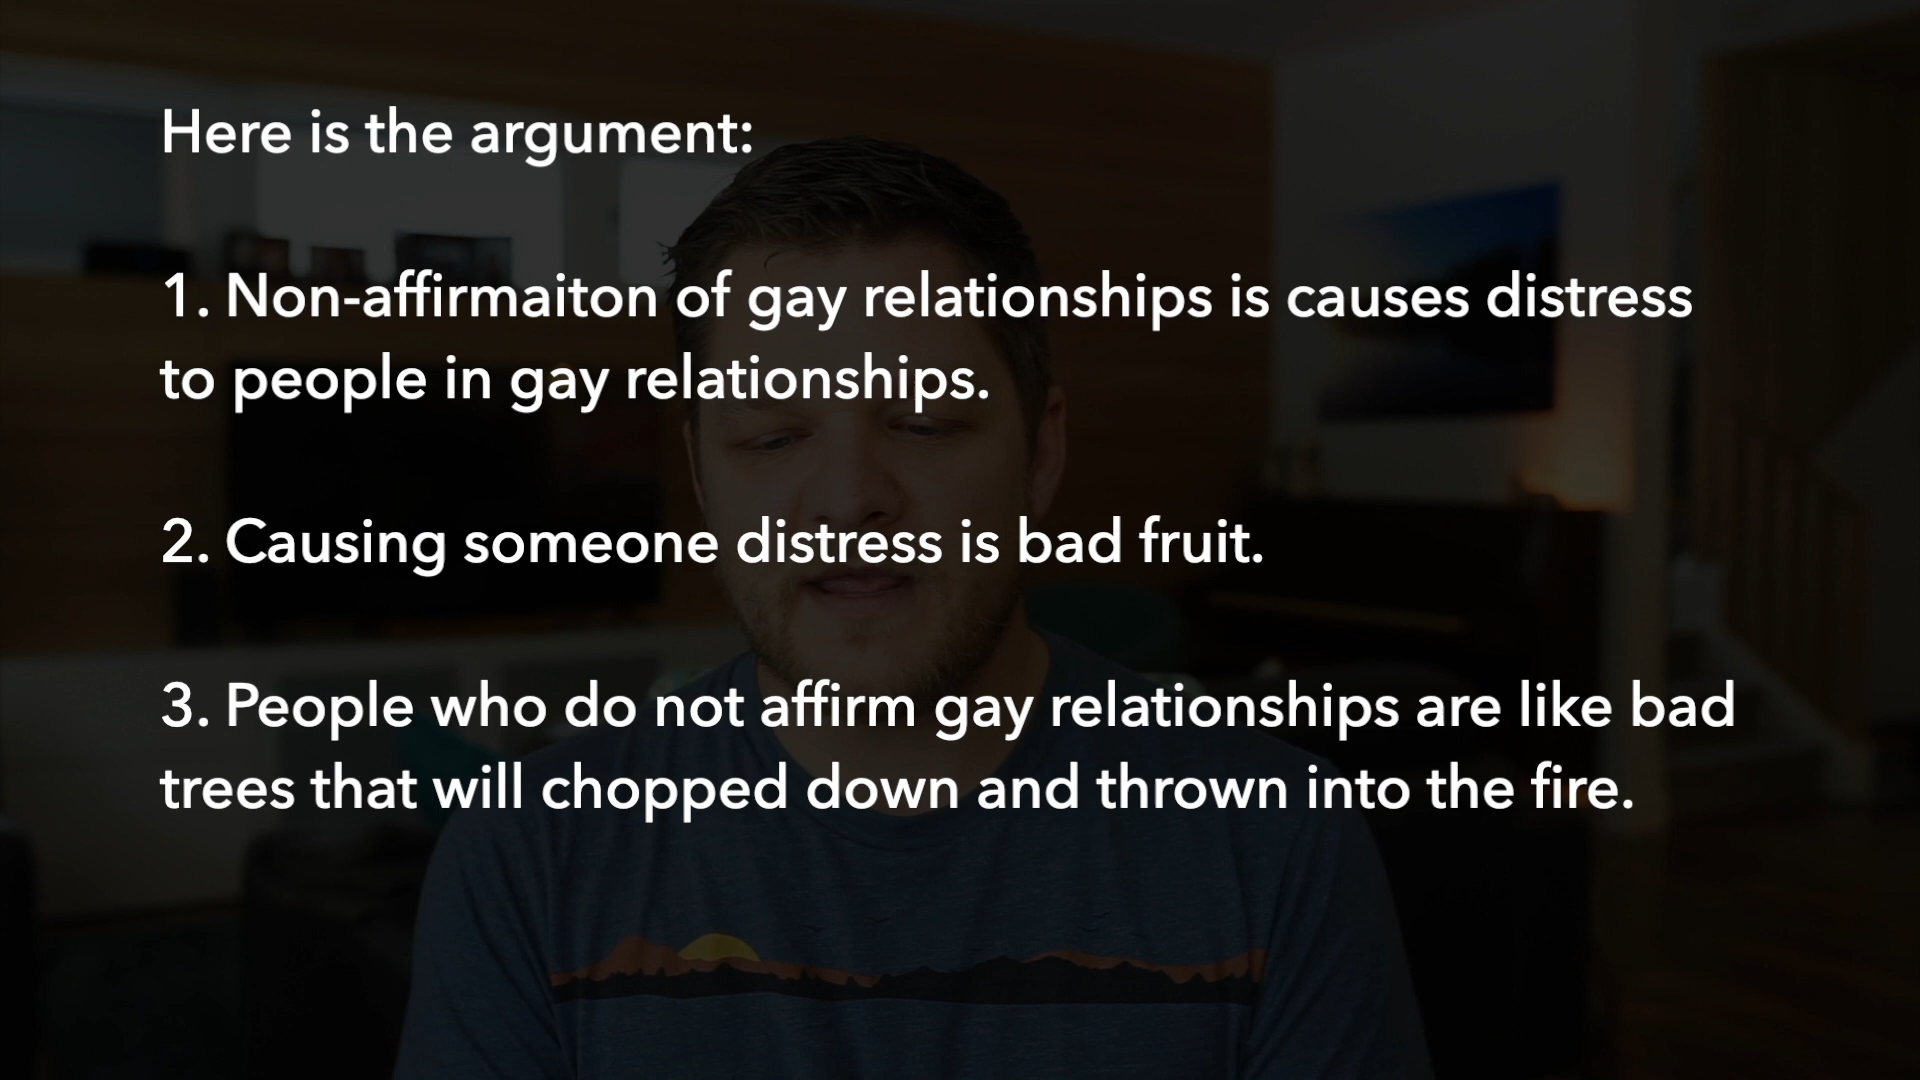 Here is the argument:
1. Non-affirmaiton of gay relationships is causes distress
to people in gay relationships.
2. Causing someone distress is bad fruit.
3. People who do not affirm gay relationships are like bad
trees that will chopped down and thrown into the fire.